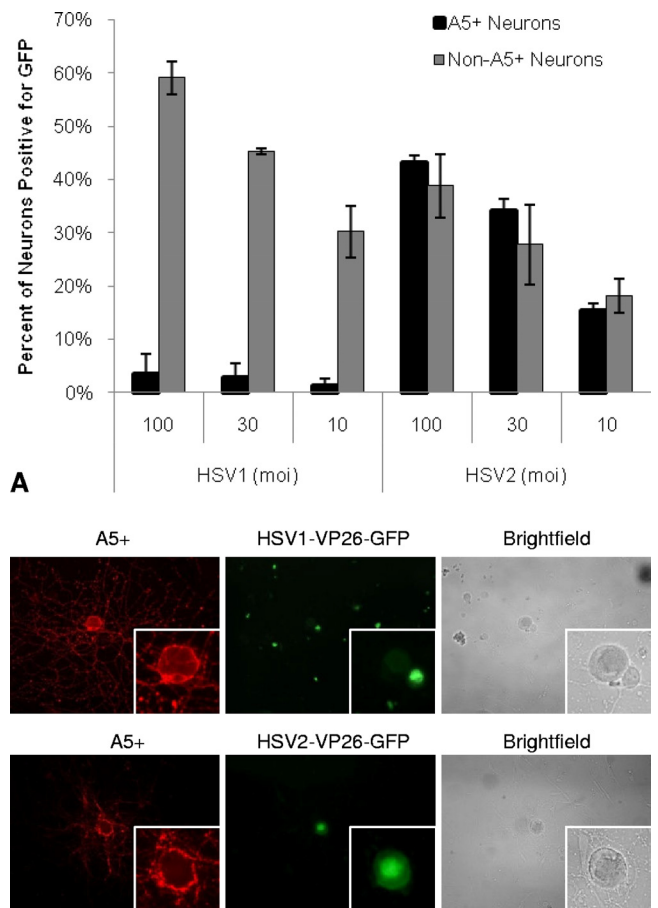 70%
60%
50%
40%
30%
20%
10%
0%
Percent of Neurons Positive for GFP
A5+ Neurons
Non-A5+ Neurons
100 30 10 100 30 10
HSV1 (moi) HSV2 (moi)
A
A5+ HSV1-VP26-GFP Brightfield
A5+ HSV2-VP26-GFP Brightfield